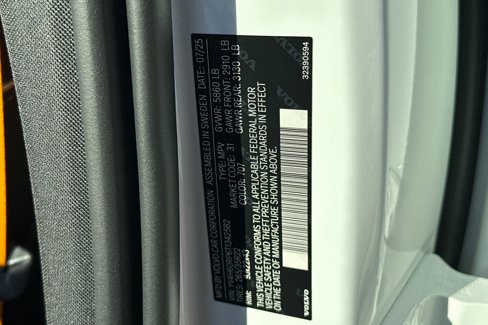 MFD BY VOLVO CAR CORPORATION ASSEMBLED IN SWEDEN DATE: 07/25
GVWR: 5860 LB
TYPE: MPV GAWR FRONT: 2910 LB
MARKET CODE: 31 GAWR REAR: 3130 LB
COLOR: 707
THIS VEHICLE CONFORMS TO ALL APPLICABLE FEDERAL MOTOR
VEHICLE SAFETY AND THEFT PREVENTION STANDARDS IN EFFECT
ON THE DATE OF MANUFACTURE SHOWN ABOVE.
VOLVO
32390594